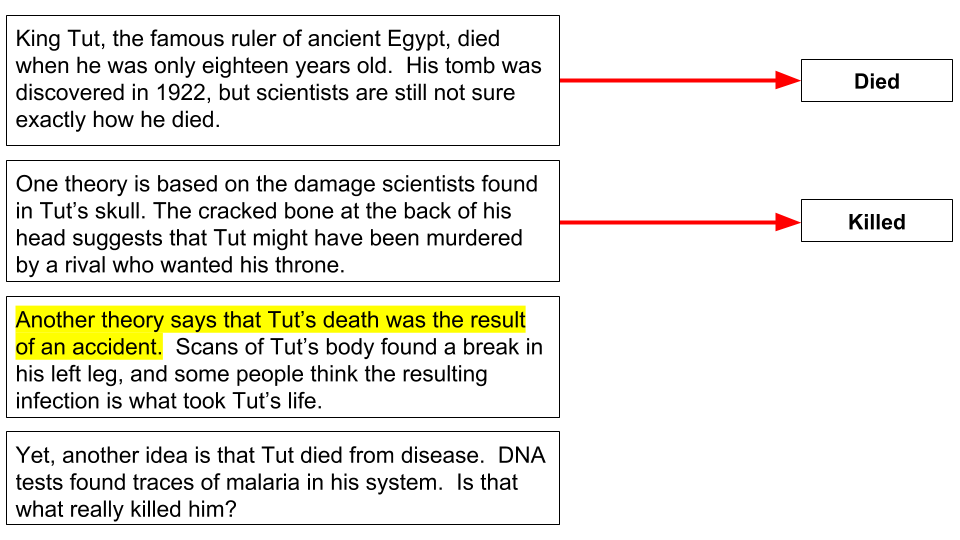 King Tut, the famous ruler of ancient Egypt, died
when he was only eighteen years old.  His tomb was
discovered in 1922, but scientists are still not sure
exactly how he died.
Died
One theory is based on the damage scientists found
in Tut’s skull. The cracked bone at the back of his
head suggests that Tut might have been murdered
by a rival who wanted his throne.
Killed
Another theory says that Tut’s death was the result
of an accident.  Scans of Tut’s body found a break in
his left leg, and some people think the resulting
infection is what took Tut’s life.
Yet, another idea is that Tut died from disease.  DNA
tests found traces of malaria in his system.  Is that
what really killed him?